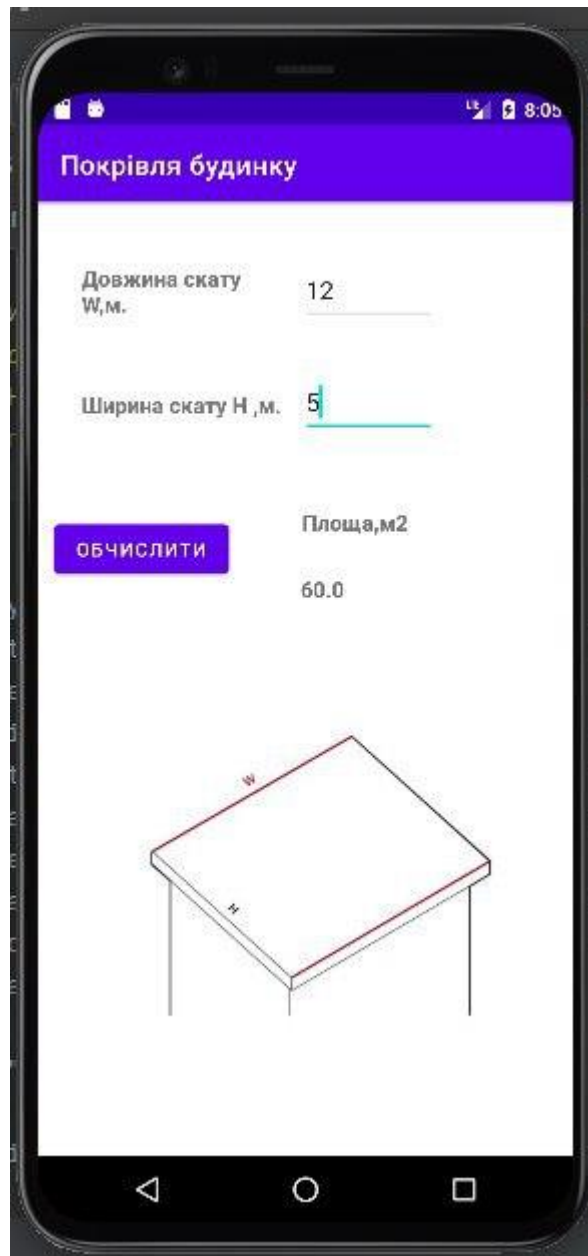 8:05
Покрівля будинку
Довжина скату
W,м.
12
Ширина скату H ,м.
5
Площа,м2
ОБЧИСЛИТИ
60.0
W
H